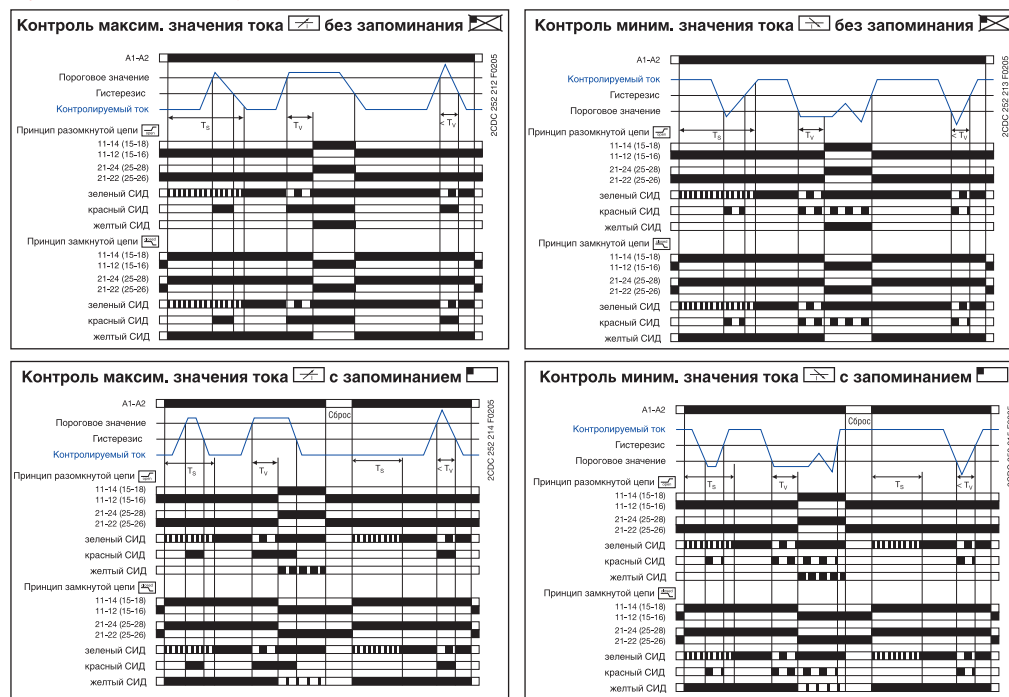 Контроль максим. значения тока без запоминания
A1-A2
Пороговое значение
Гистерезис
Контролируемый ток
TS
TV
< TV
2CDC 252 212 F0205
Принцип разомкнутой цепи
open
11-14 (15-18)
11-12 (15-16)
21-24 (25-28)
21-22 (25-26)
зеленый СИД
красный СИД
желтый СИД
Принцип замкнутой цепи
closed
11-14 (15-18)
11-12 (15-16)
21-24 (25-28)
21-22 (25-26)
зеленый СИД
красный СИД
желтый СИД
Контроль миним. значения тока без запоминания
A1-A2
Контролируемый ток
Гистерезис
Пороговое значение
TS
TV
< TV
2CDC 252 213 F0205
Принцип разомкнутой цепи
open
11-14 (15-18)
11-12 (15-16)
21-24 (25-28)
21-22 (25-26)
зеленый СИД
красный СИД
желтый СИД
Принцип замкнутой цепи
closed
11-14 (15-18)
11-12 (15-16)
21-24 (25-28)
21-22 (25-26)
зеленый СИД
красный СИД
желтый СИД
Контроль максим. значения тока с запоминанием
A1-A2
Сброс
Пороговое значение
Гистерезис
Контролируемый ток
TS
TV
TS
< TV
2CDC 252 214 F0205
Принцип разомкнутой цепи
open
11-14 (15-18)
11-12 (15-16)
21-24 (25-28)
21-22 (25-26)
зеленый СИД
красный СИД
желтый СИД
Принцип замкнутой цепи
closed
11-14 (15-18)
11-12 (15-16)
21-24 (25-28)
21-22 (25-26)
зеленый СИД
красный СИД
желтый СИД
Контроль миним. значения тока с запоминанием
A1-A2
Сброс
Контролируемый ток
Гистерезис
Пороговое значение
TS
TV
TS
< TV
Принцип разомкнутой цепи
open
11-14 (15-18)
11-12 (15-16)
21-24 (25-28)
21-22 (25-26)
зеленый СИД
красный СИД
желтый СИД
Принцип замкнутой цепи
closed
11-14 (15-18)
11-12 (15-16)
21-24 (25-28)
21-22 (25-26)
зеленый СИД
красный СИД
желтый СИД